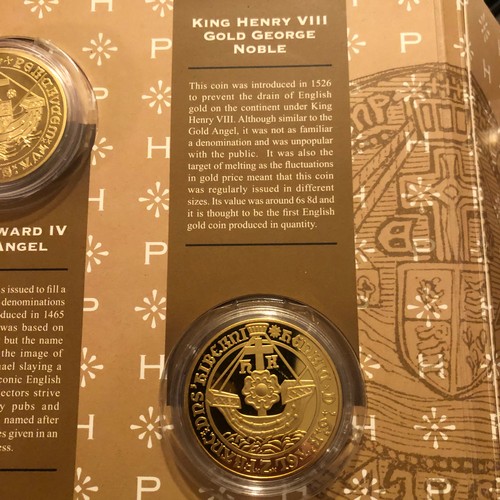 KING HENRY VIII
GOLD GEORGE
NOBLE
This coin was introduced in 1526
to prevent the drain of English
gold on the continent under King
Henry VIII. Although similar to the
Gold Angel, it was not as familiar
a denomination and was unpopular
with the public. It was also the
target of melting as the fluctuations
in gold price meant that this coin
was regularly issued in different
sizes. Its value was around 6s 8d and
it is thought to be the first English
gold coin produced in quantity.
WARD IV
ANGEL
s issued to fill a
denominations
duced in 1465
was based on
but the name
the image of
ael slaying a
conic English
ectors strive
y pubs and
named after
es given in an
ess.